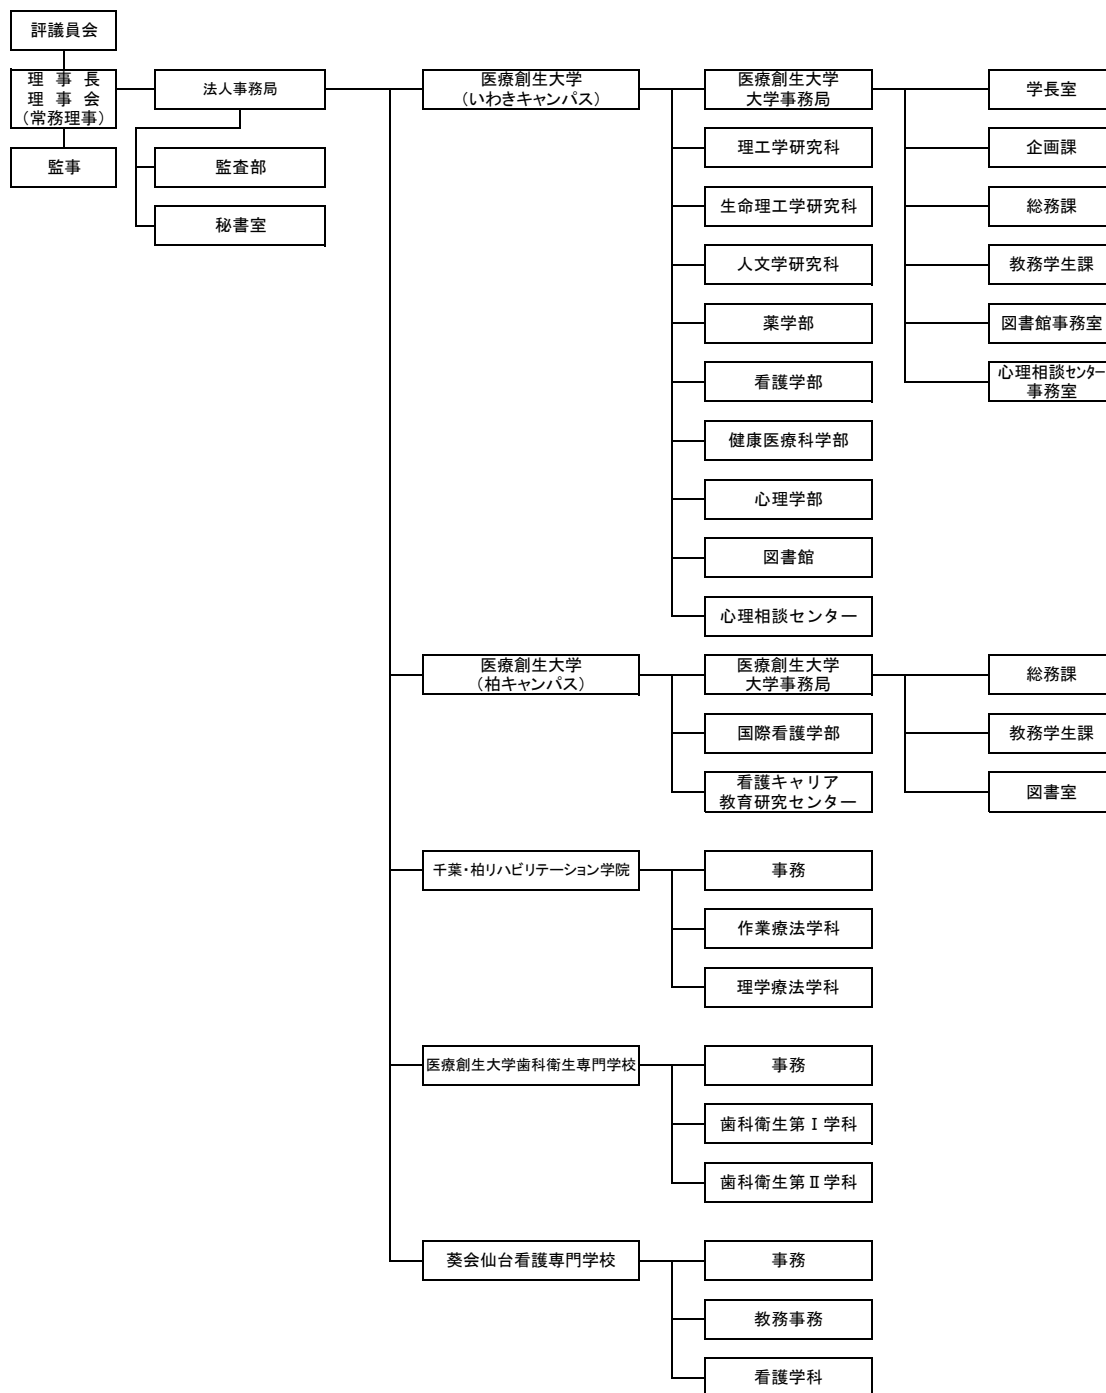 評議員会
理 事 長
理 事 会
(常務理事)
監事
法人事務局
監査部
秘書室
医療創生大学
(いわきキャンパス)
医療創生大学
大学事務局
学長室
理工学研究科
企画課
生命理工学研究科
総務課
人文学研究科
教務学生課
薬学部
図書館事務室
看護学部
心理相談センター
事務室
健康医療科学部
心理学部
図書館
心理相談センター
医療創生大学
(柏キャンパス)
医療創生大学
大学事務局
総務課
国際看護学部
教務学生課
看護キャリア
教育研究センター
図書室
千葉・柏リハビリテーション学院
事務
作業療法学科
理学療法学科
医療創生大学歯科衛生専門学校
事務
歯科衛生第Ⅰ学科
歯科衛生第Ⅱ学科
葵会仙台看護専門学校
事務
教務事務
看護学科